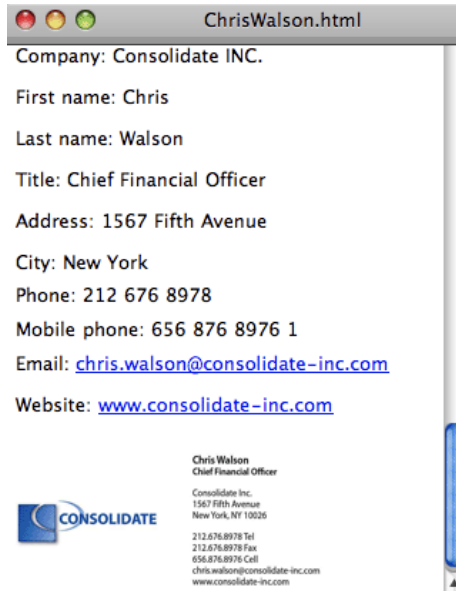 ChrisWalson.html
Company: Consolidate INC.
First name: Chris
Last name: Walson
Title: Chief Financial Officer
Address: 1567 Fifth Avenue
City: New York
Phone: 212 676 8978
Mobile phone: 656 876 8976 1
Email: chris.walson@consolidate-inc.com
Website: www.consolidate-inc.com
CONSOLIDATE
Chris Walson
Chief Financial Officer
Consolidate Inc.
1567 Fifth Avenue
New York, NY 10026
212.676.8978 Tel
212.676.8978 Fax
656.876.8976 Cell
chris.walson@consolidate-inc.com
www.consolidate-inc.com